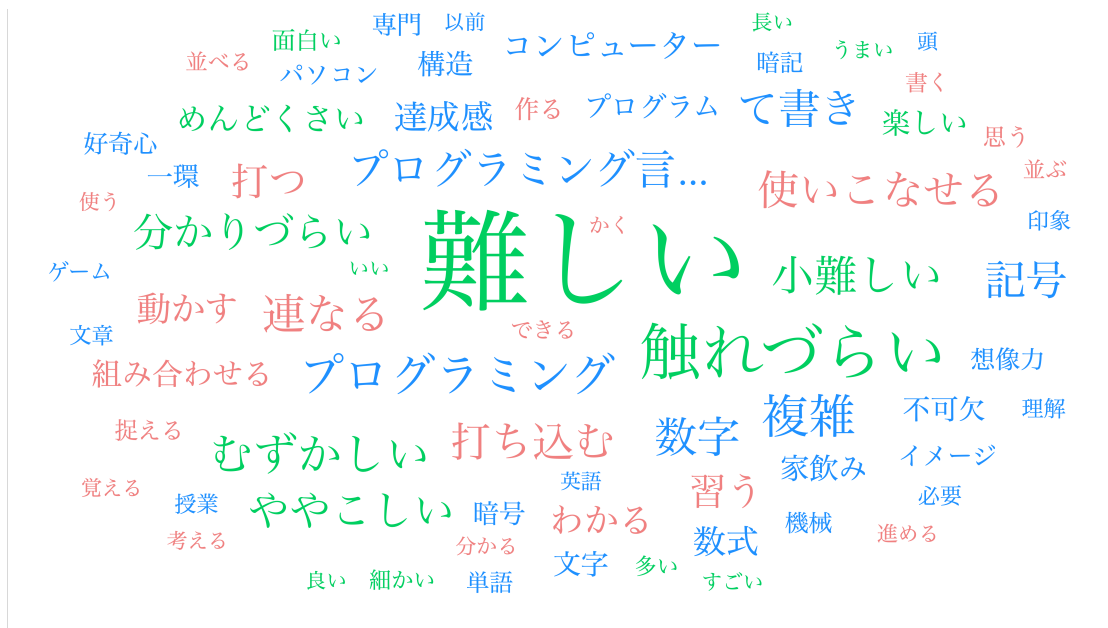 専門 以前 長い
面白い コンピューター うまい 頭
並べる パソコン 構造 暗記 書く
めんどくさい 達成感 作る プログラム て書き 楽しい
好奇心 思う
一環 打つ プログラミング言... 使いこなせる 並ぶ
使う 分かりづらい 難しい かく 印象
ゲーム いい 小難しい 記号
動かす 連なる
文章 できる 触れづらい 想像力
組み合わせる プログラミング
複雑 不可欠 理解
捉える むずかしい 打ち込む 数字 家飲み イメージ
覚える 英語 習う 必要
授業 ややこしい 暗号 わかる 機械
考える 分かる 数式 進める
文字 多い
良い 細かい 単語 すごい